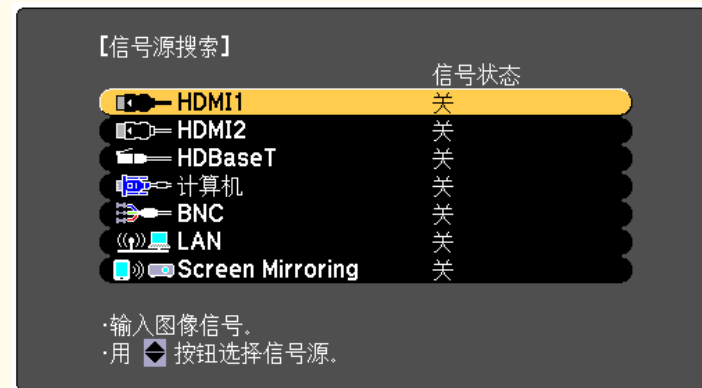 【信号源搜索】
信号状态
HDMI1 关
HDMI2 关
HDBaseT 关
计算机 关
BNC 关
LAN 关
Screen Mirroring 关
·输入图像信号.
·用 按钮选择信号源.